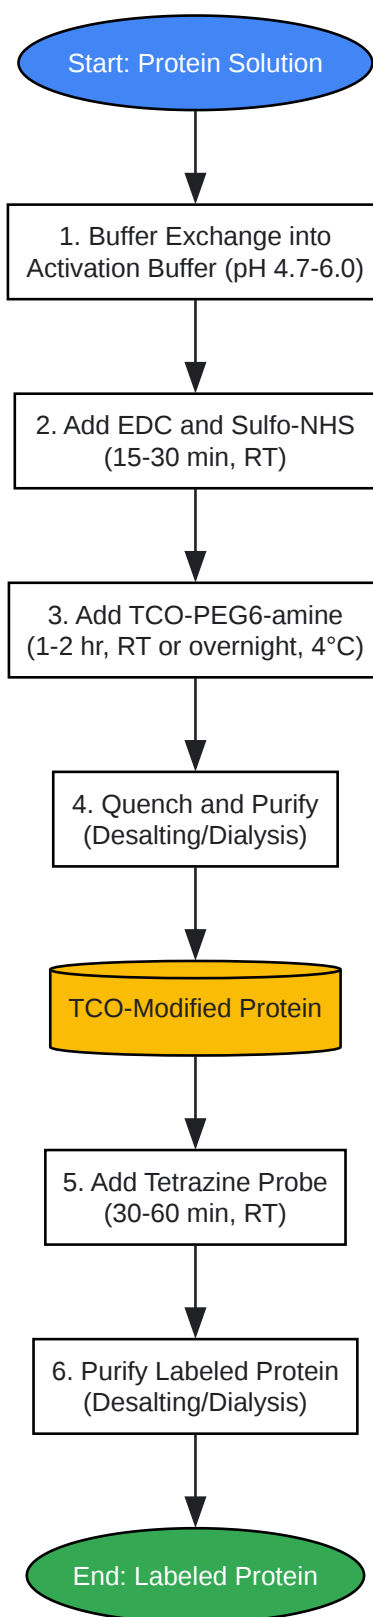 Start: Protein Solution
1. Buffer Exchange into
Activation Buffer (pH 4.7-6.0)
2. Add EDC and Sulfo-NHS
(15-30 min, RT)
3. Add TCO-PEG6-amine
(1-2 hr, RT or overnight, 4°C)
4. Quench and Purify
(Desalting/Dialysis)
TCO-Modified Protein
5. Add Tetrazine Probe
(30-60 min, RT)
6. Purify Labeled Protein
(Desalting/Dialysis)
End: Labeled Protein